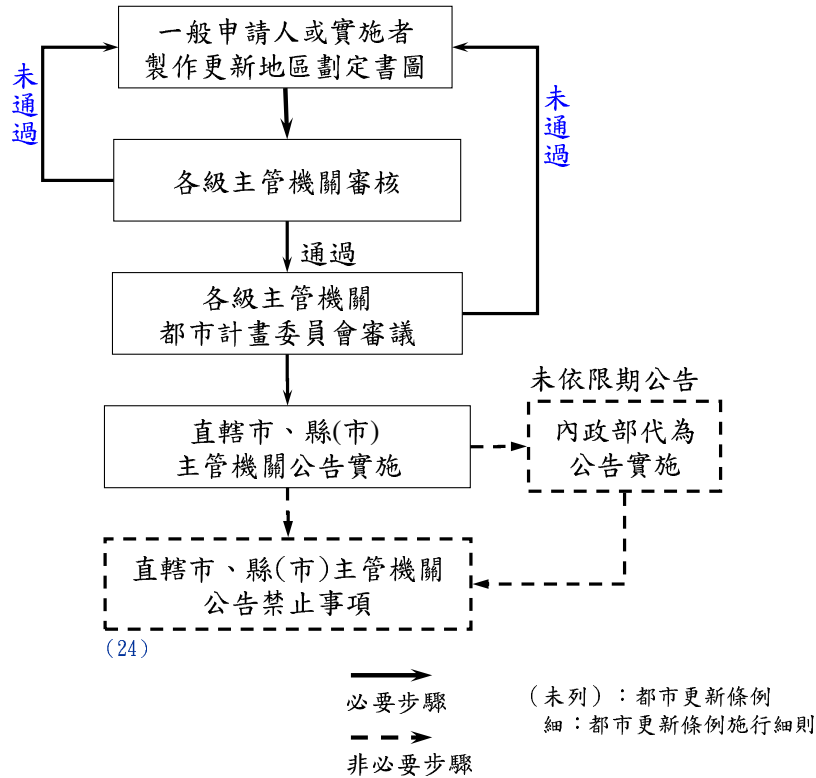 一般申請人或實施者
製作更新地區劃定書圖
未通過
未通過
各級主管機關審核
通過
各級主管機關
都市計畫委員會審議
未依限期公告
直轄市、縣(市)
主管機關公告實施
內政部代為
公告實施
直轄市、縣(市)主管機關
公告禁止事項
(24)
必要步驟
非必要步驟
(未列):都市更新條例
細:都市更新條例施行細則